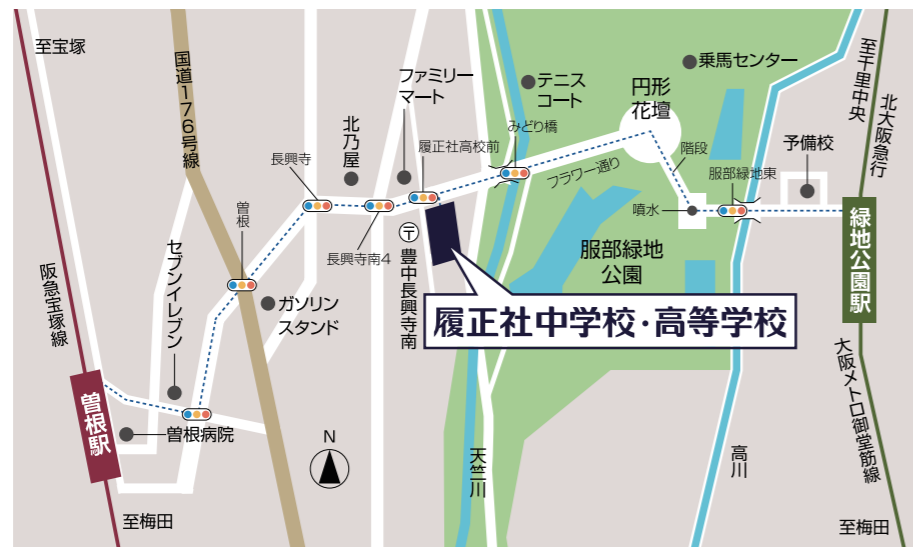 至宝塚
国道176号線
ファミリー
マート
北乃屋
長興寺
履正社高校前
テニス
コート
みどり橋
円形
花壇
乗馬センター
至千里中央
北大阪急行
階段
フラワー通り
予備校
服部緑地東
噴水
曽根
長興寺南4
〒豊中長興寺南
服部緑地
公園
緑地公園駅
セブンイレブン
ガソリン
スタンド
履正社中学校・高等学校
阪急宝塚線
曽根駅
曽根病院
N
天竺川
高川
大阪メトロ御堂筋線
至梅田
至梅田